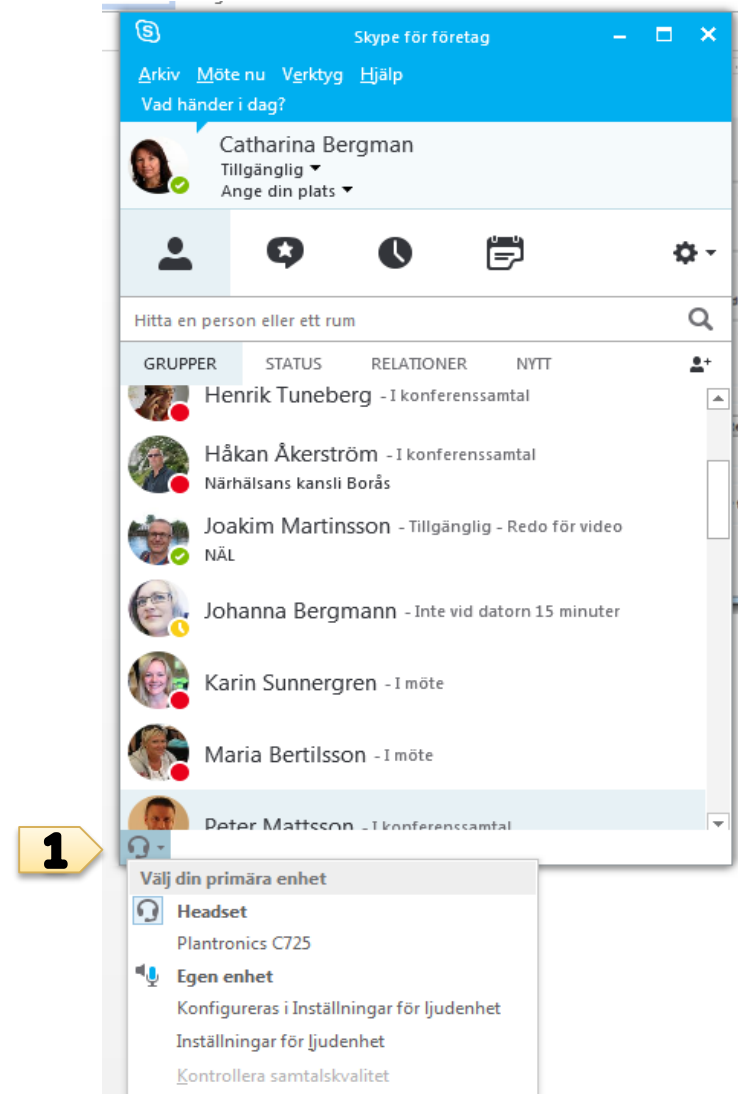 Skype för företag
Arkiv Möte nu Verktyg Hjälp
Vad händer i dag?
Catharina Bergman
Tillgänglig
Ange din plats
Hitta en person eller ett rum
GRUPPER STATUS RELATIONER NYTT
Henrik Tuneberg - I konferenssamtal
Håkan Åkerström - I konferenssamtal
Närhälsans kansli Borås
Joakim Martinsson - Tillgänglig - Redo för video
NÄL
Johanna Bergmann - Inte vid datorn 15 minuter
Karin Sunnergren - I möte
Maria Bertilsson - I möte
Peter Mattsson - I konferenssamtal
1
Välj din primära enhet
Headset
Plantronics C725
Egen enhet
Konfigureras i Inställningar för ljudenhet
Inställningar för ljudenhet
Kontrollera samtalskvalitet